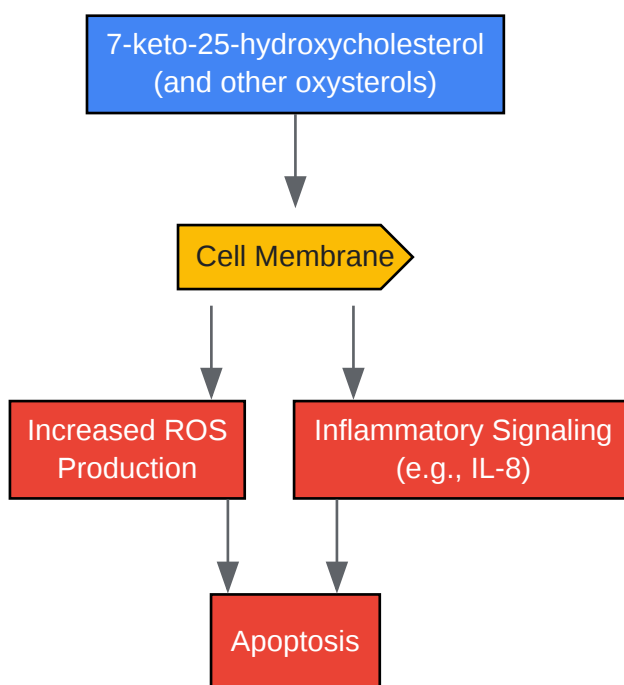 7-keto-25-hydroxycholesterol
(and other oxysterols)
Cell Membrane
Increased ROS
Production
Inflammatory Signaling
(e.g., IL-8)
Apoptosis